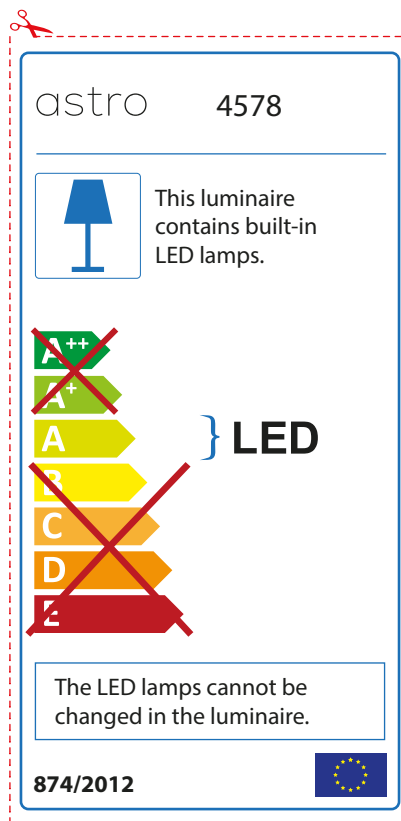 astro 4578
This luminaire
contains built-in
LED lamps.
A++
A+
A
B
C
D
E
} LED
The LED lamps cannot be
changed in the luminaire.
874/2012